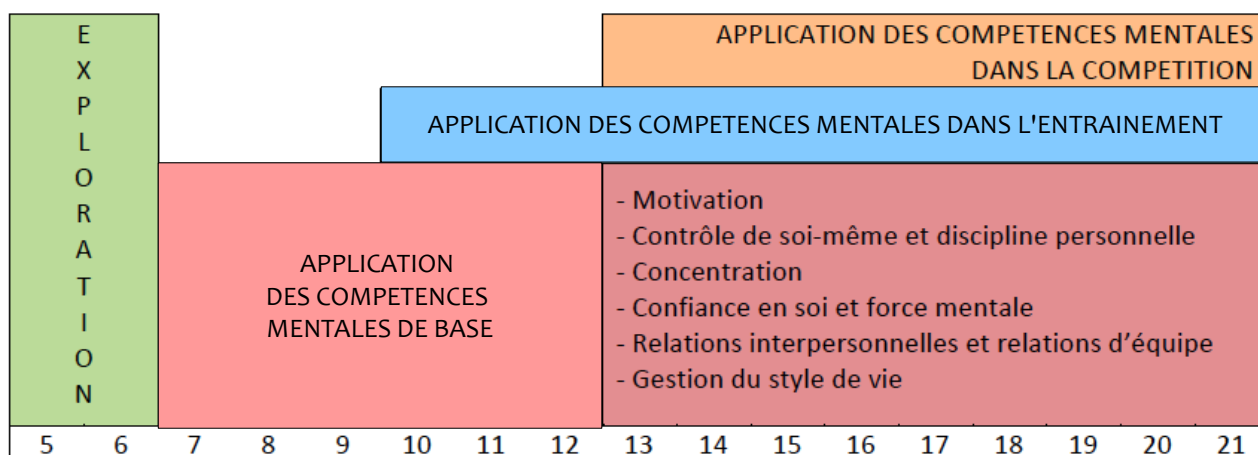 E
X
P
L
O
R
A
T
I
O
N
APPLICATION DES COMPETENCES MENTALES
DANS LA COMPETITION
APPLICATION DES COMPETENCES MENTALES DANS L'ENTRAINEMENT
APPLICATION
DES COMPETENCES
MENTALES DE BASE
- Motivation
- Contrôle de soi-même et discipline personnelle
- Concentration
- Confiance en soi et force mentale
- Relations interpersonnelles et relations d’équipe
- Gestion du style de vie
5 6 7 8 9 10 11 12 13 14 15 16 17 18 19 20 21